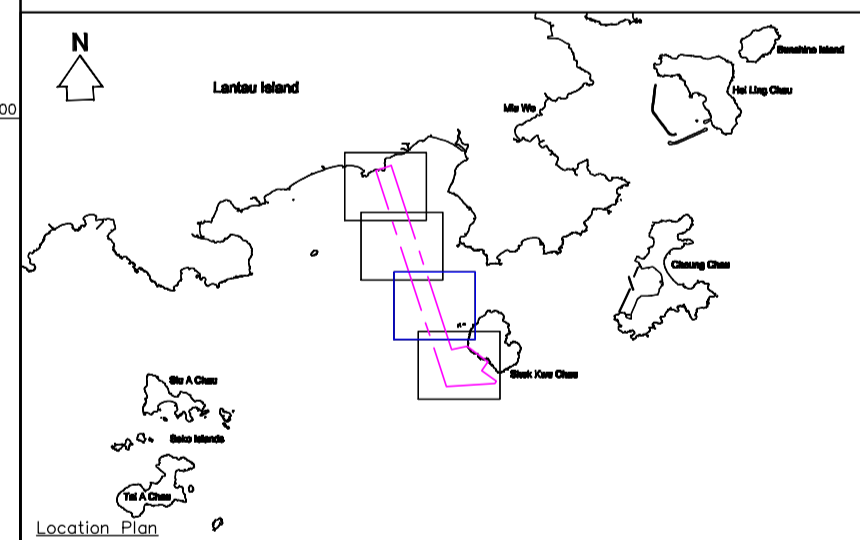 N
Sunshine Island
Lantau Island
Hei Ling Chau
Mui Wo
00
Cheung Chau
Siu A Chau
Shek Kwu Chau
Soko Islands
Tai A Chau
Location Plan